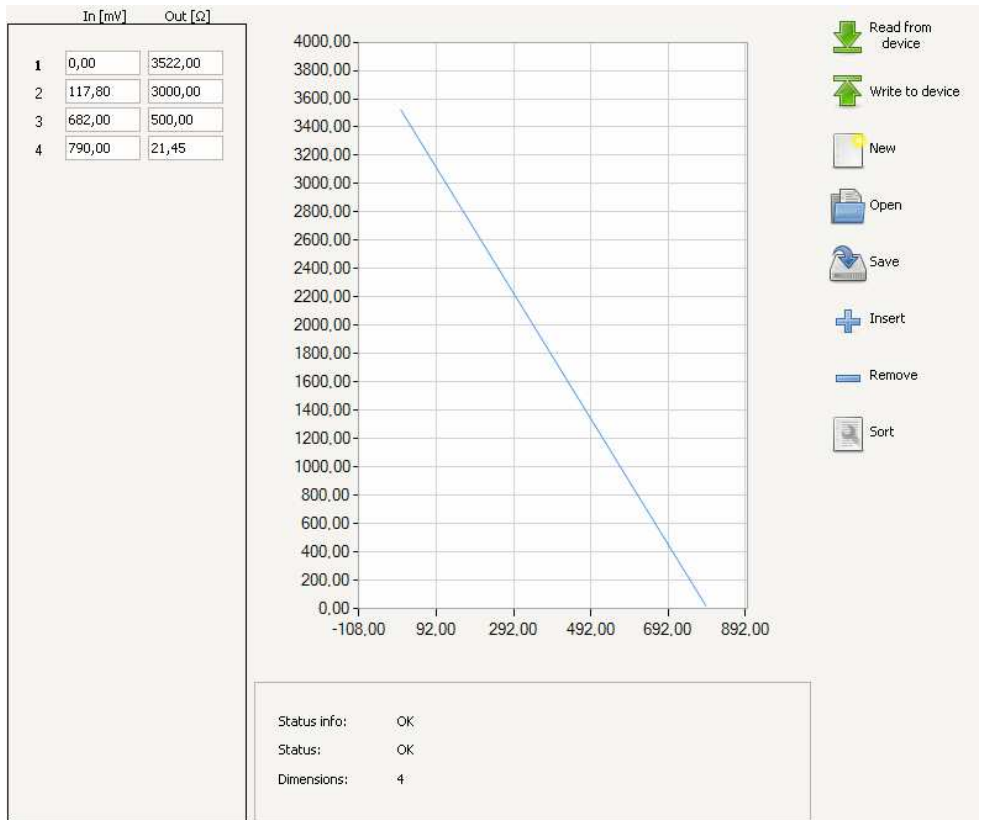 In [mV] Out [Ω]
1 0,00 3522,00
2 117,80 3000,00
3 682,00 500,00
4 790,00 21,45
4000,00
3800,00
3600,00
3400,00
3200,00
3000,00
2800,00
2600,00
2400,00
2200,00
2000,00
1800,00
1600,00
1400,00
1200,00
1000,00
800,00
600,00
400,00
200,00
0,00
-108,00 92,00 292,00 492,00 692,00 892,00
Read from
device
Write to device
New
Open
Save
Insert
Remove
Sort
Status info: OK
Status: OK
Dimensions: 4